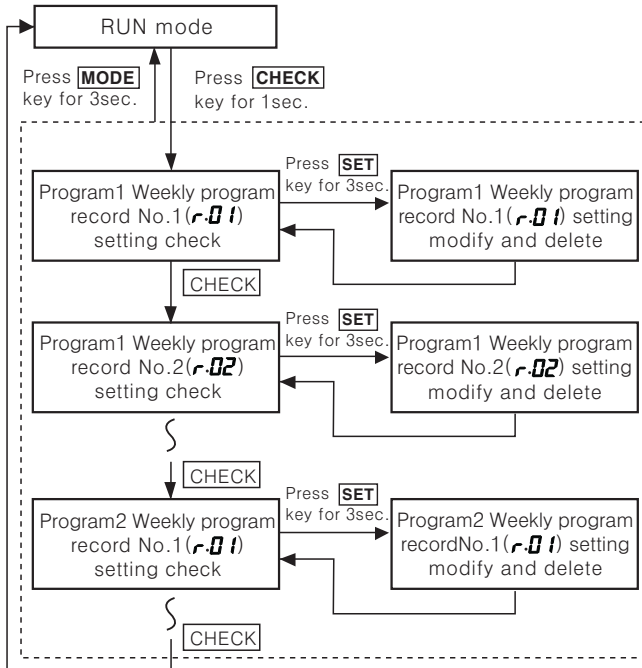 RUN mode
Press MODE
key for 3sec.
Press CHECK
key for 1sec.
Program1 Weekly program
record No.1(r.01)
setting check
Press SET
key for 3sec.
Program1 Weekly program
record No.1(r.01) setting
modify and delete
CHECK
Program1 Weekly program
record No.2(r.02)
setting check
Press SET
key for 3sec.
Program1 Weekly program
record No.2(r.02) setting
modify and delete
CHECK
Program2 Weekly program
record No.1(r.01)
setting check
Press SET
key for 3sec.
Program2 Weekly program
recordNo.1(r.01) setting
modify and delete
CHECK